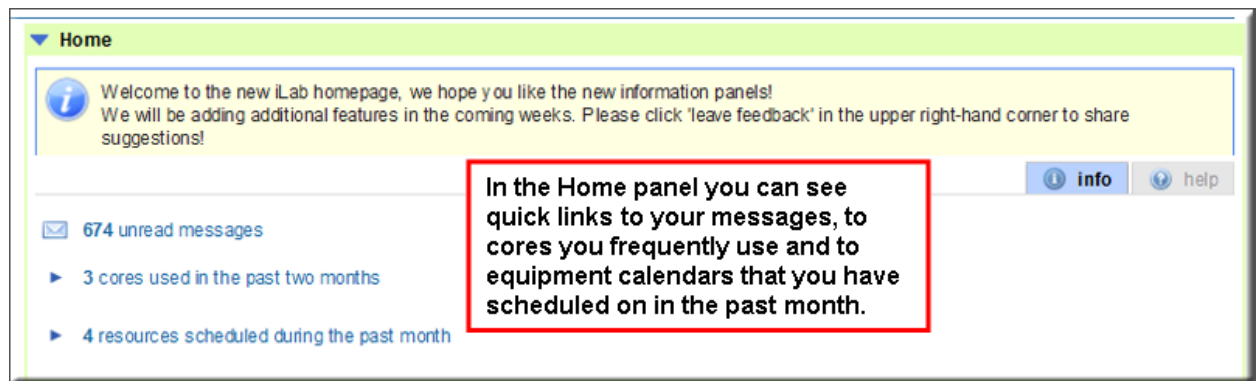 Home
Welcome to the new iLab homepage, we hope you like the new information panels!
We will be adding additional features in the coming weeks. Please click 'leave feedback' in the upper right-hand corner to share
suggestions!
info
help
In the Home panel you can see
quick links to your messages, to
cores you frequently use and to
equipment calendars that you have
scheduled on in the past month.
674 unread messages
3 cores used in the past two months
4 resources scheduled during the past month